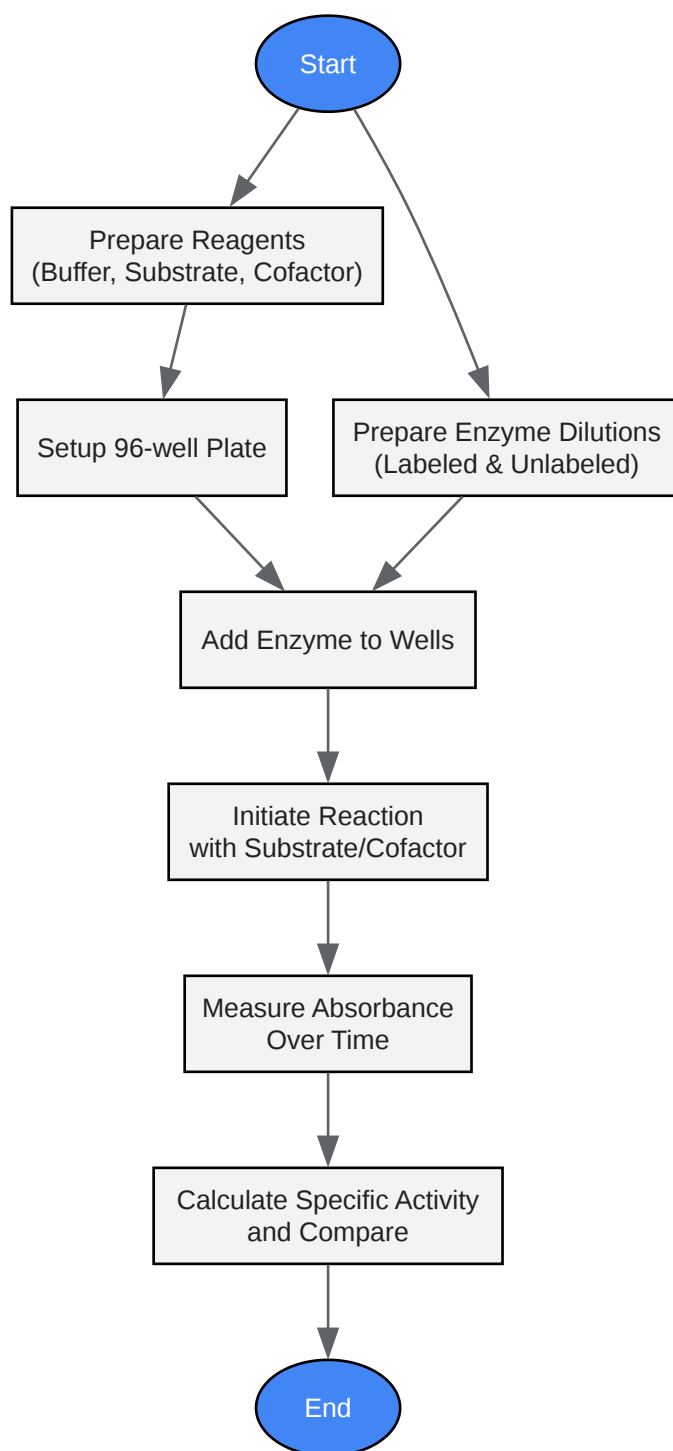 Start
Prepare Reagents
(Buffer, Substrate, Cofactor)
Setup 96-well Plate
Prepare Enzyme Dilutions
(Labeled & Unlabeled)
Add Enzyme to Wells
Initiate Reaction
with Substrate/Cofactor
Measure Absorbance
Over Time
Calculate Specific Activity
and Compare
End